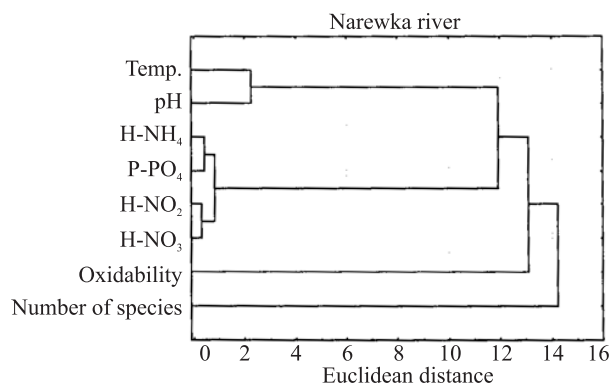 Narewka river
Temp.
pH
H-NH₄
P-PO₄
H-NO₂
H-NO₃
Oxidability
Number of species
0 2 4 6 8 10 12 14 16
Euclidean distance